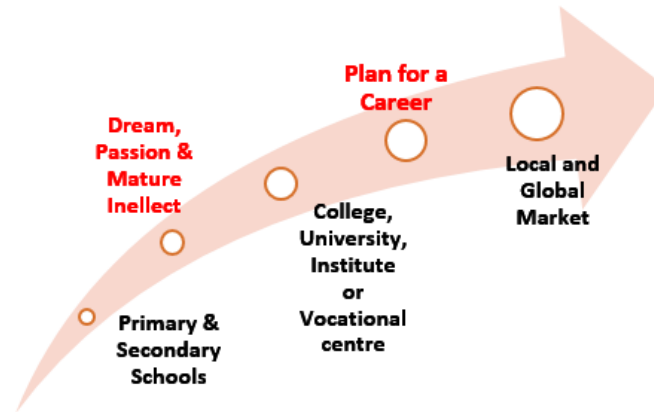 Plan for a
Career
Dream,
Passion &
Mature
Inellect
Local and
Global
Market
College,
University,
Institute
or
Vocational
centre
Primary &
Secondary
Schools